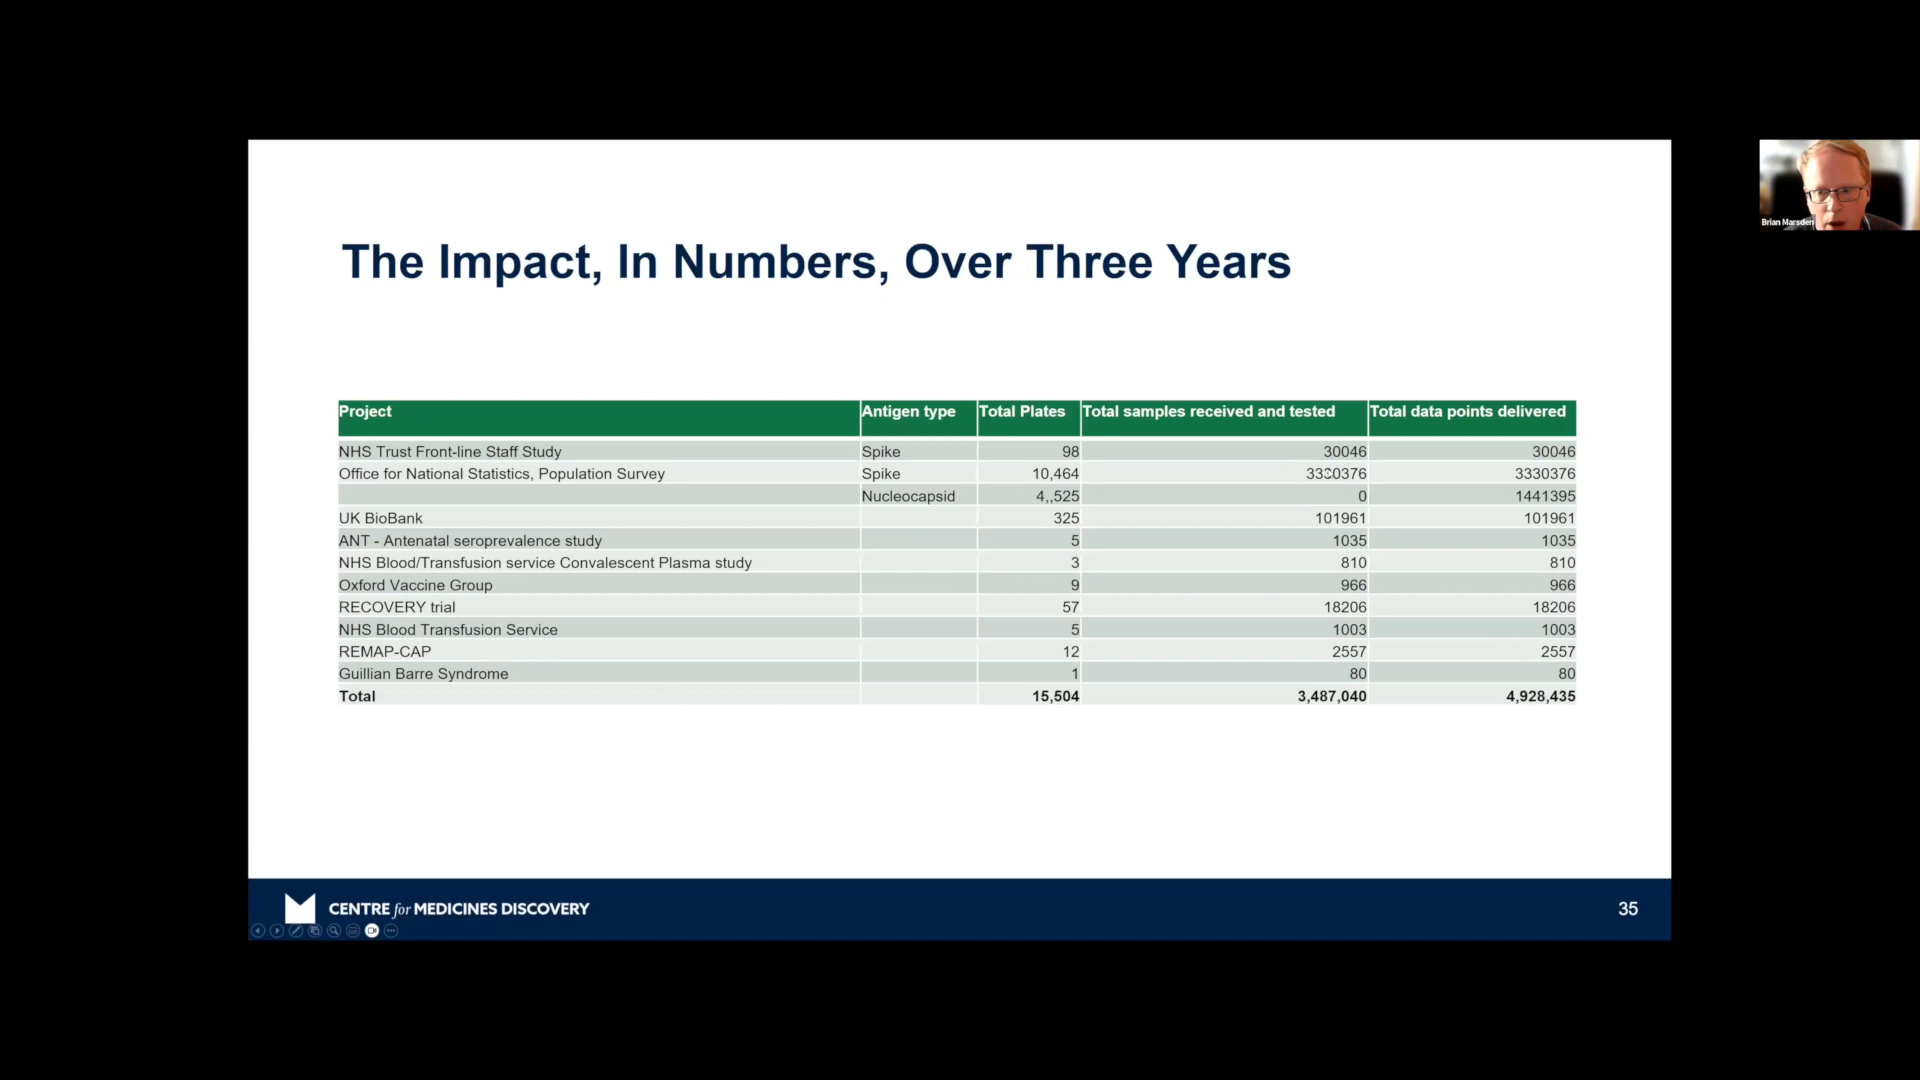 The Impact, In Numbers, Over Three Years
Project Antigen type Total Plates Total samples received and tested Total data points delivered
NHS Trust Front-line Staff Study Spike 98 30046 30046
Office for National Statistics, Population Survey Spike 10,464 3330376 3330376
Nucleocapsid 4,,525 0 1441395
UK BioBank 325 101961 101961
ANT - Antenatal seroprevalence study 5 1035 1035
NHS Blood/Transfusion service Convalescent Plasma study 3 810 810
Oxford Vaccine Group 9 966 966
RECOVERY trial 57 18206 18206
NHS Blood Transfusion Service 5 1003 1003
REMAP-CAP 12 2557 2557
Guillian Barre Syndrome 1 80 80
Total 15,504 3,487,040 4,928,435
CENTRE for MEDICINES DISCOVERY
35
Brian Marsden